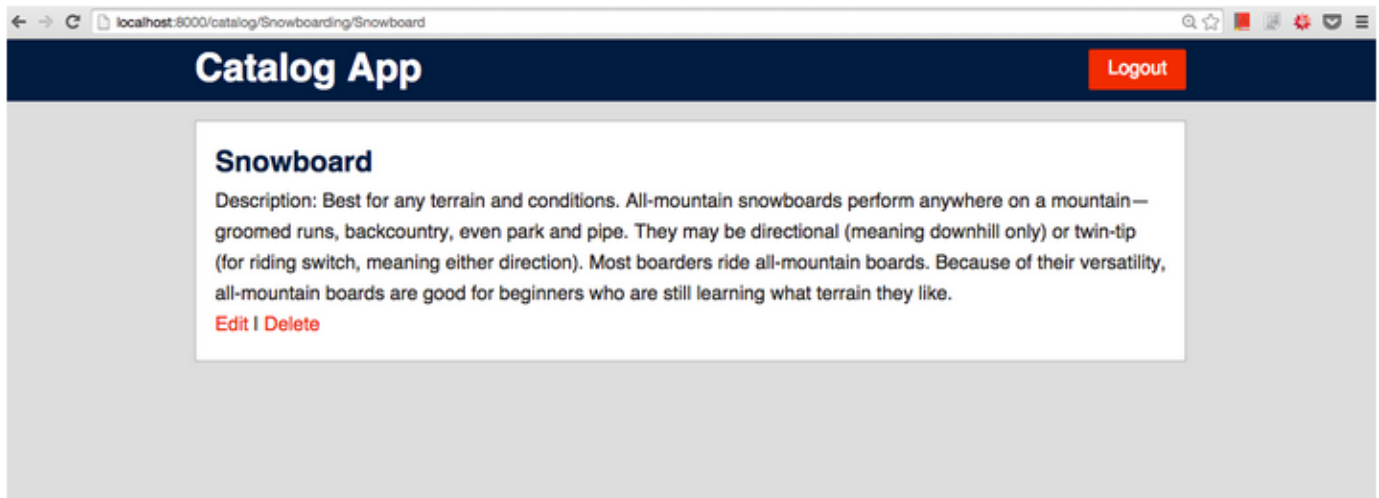 localhost:8000/catalog/Snowboarding/Snowboard
Catalog App
Logout
Snowboard
Description: Best for any terrain and conditions. All-mountain snowboards perform anywhere on a mountain—
groomed runs, backcountry, even park and pipe. They may be directional (meaning downhill only) or twin-tip
(for riding switch, meaning either direction). Most boarders ride all-mountain boards. Because of their versatility,
all-mountain boards are good for beginners who are still learning what terrain they like.
Edit | Delete